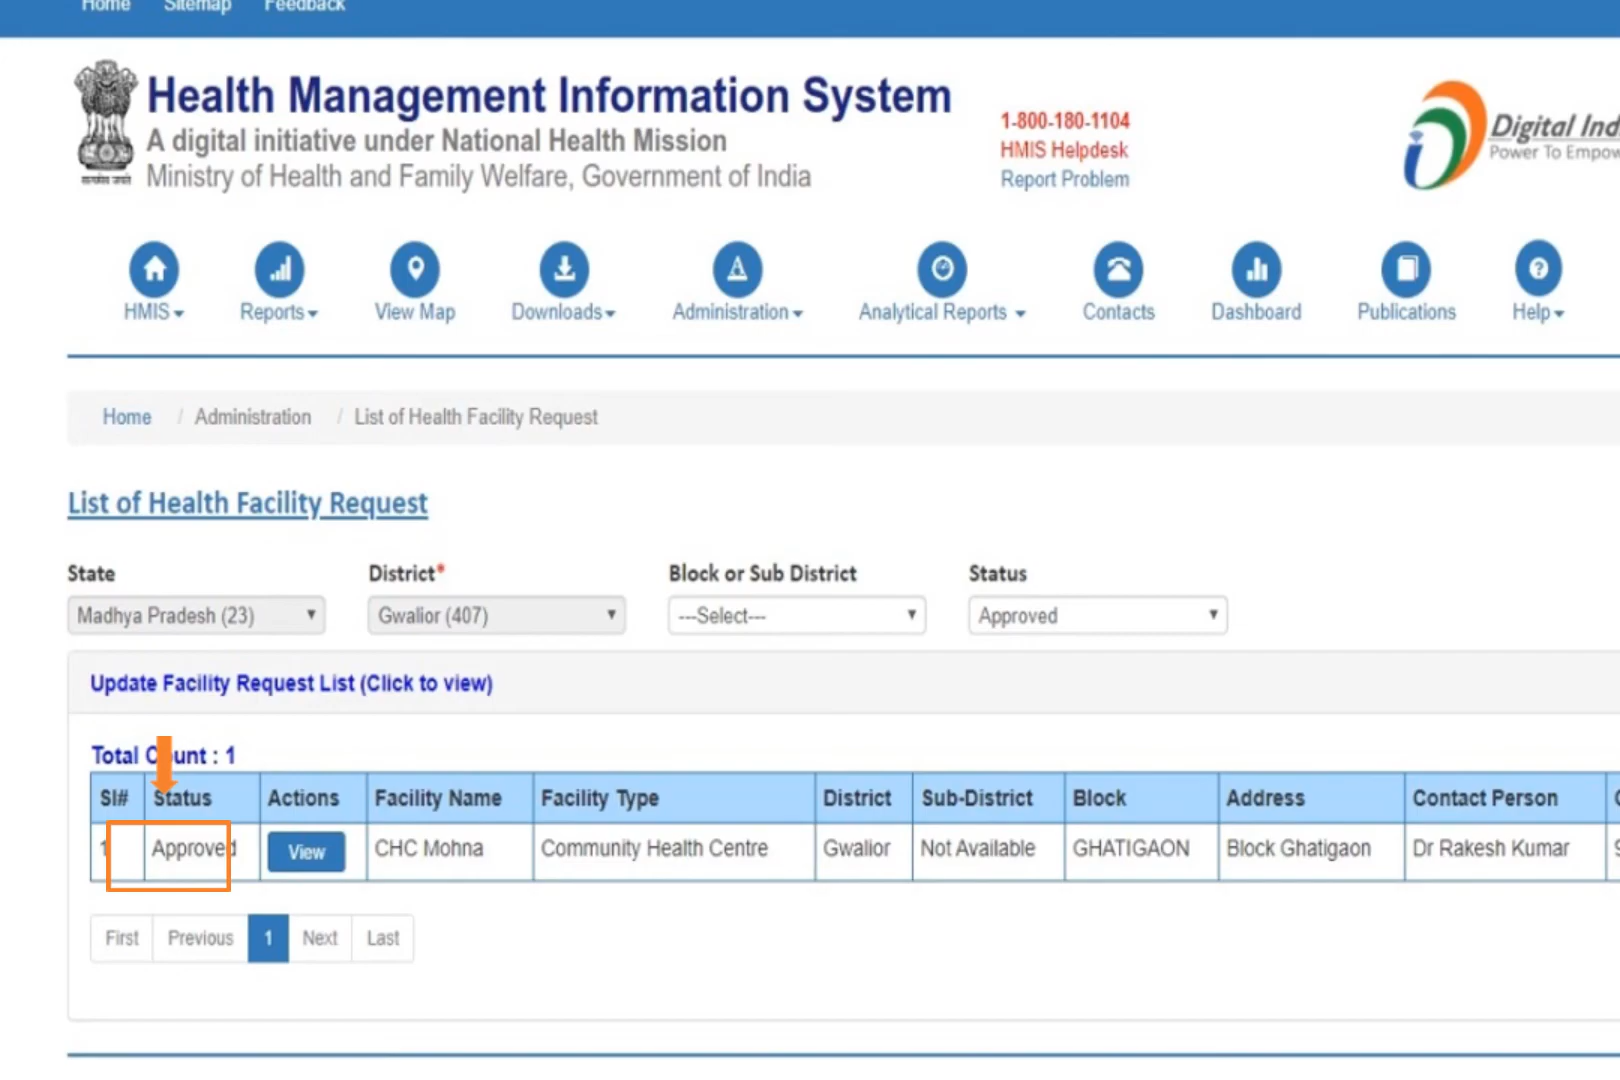 Home Sitemap Feedback
Health Management Information System
A digital initiative under National Health Mission
Ministry of Health and Family Welfare, Government of India
1-800-180-1104
HMIS Helpdesk
Report Problem
Digital
Power To
HMIS Reports View Map Downloads Administration Analytical Reports Contacts Dashboard Publications Help
Home / Administration / List of Health Facility Request
List of Health Facility Request
State District* Block or Sub District Status
Madhya Pradesh (23) Gwalior (407) ---Select--- Approved
Update Facility Request List (Click to view)
Total Count : 1
Sl# Status Actions Facility Name Facility Type District Sub-District Block Address Contact Person
1 Approved View CHC Mohna Community Health Centre Gwalior Not Available GHATIGAON Block Ghatigaon Dr Rakesh Kumar
First Previous 1 Next Last